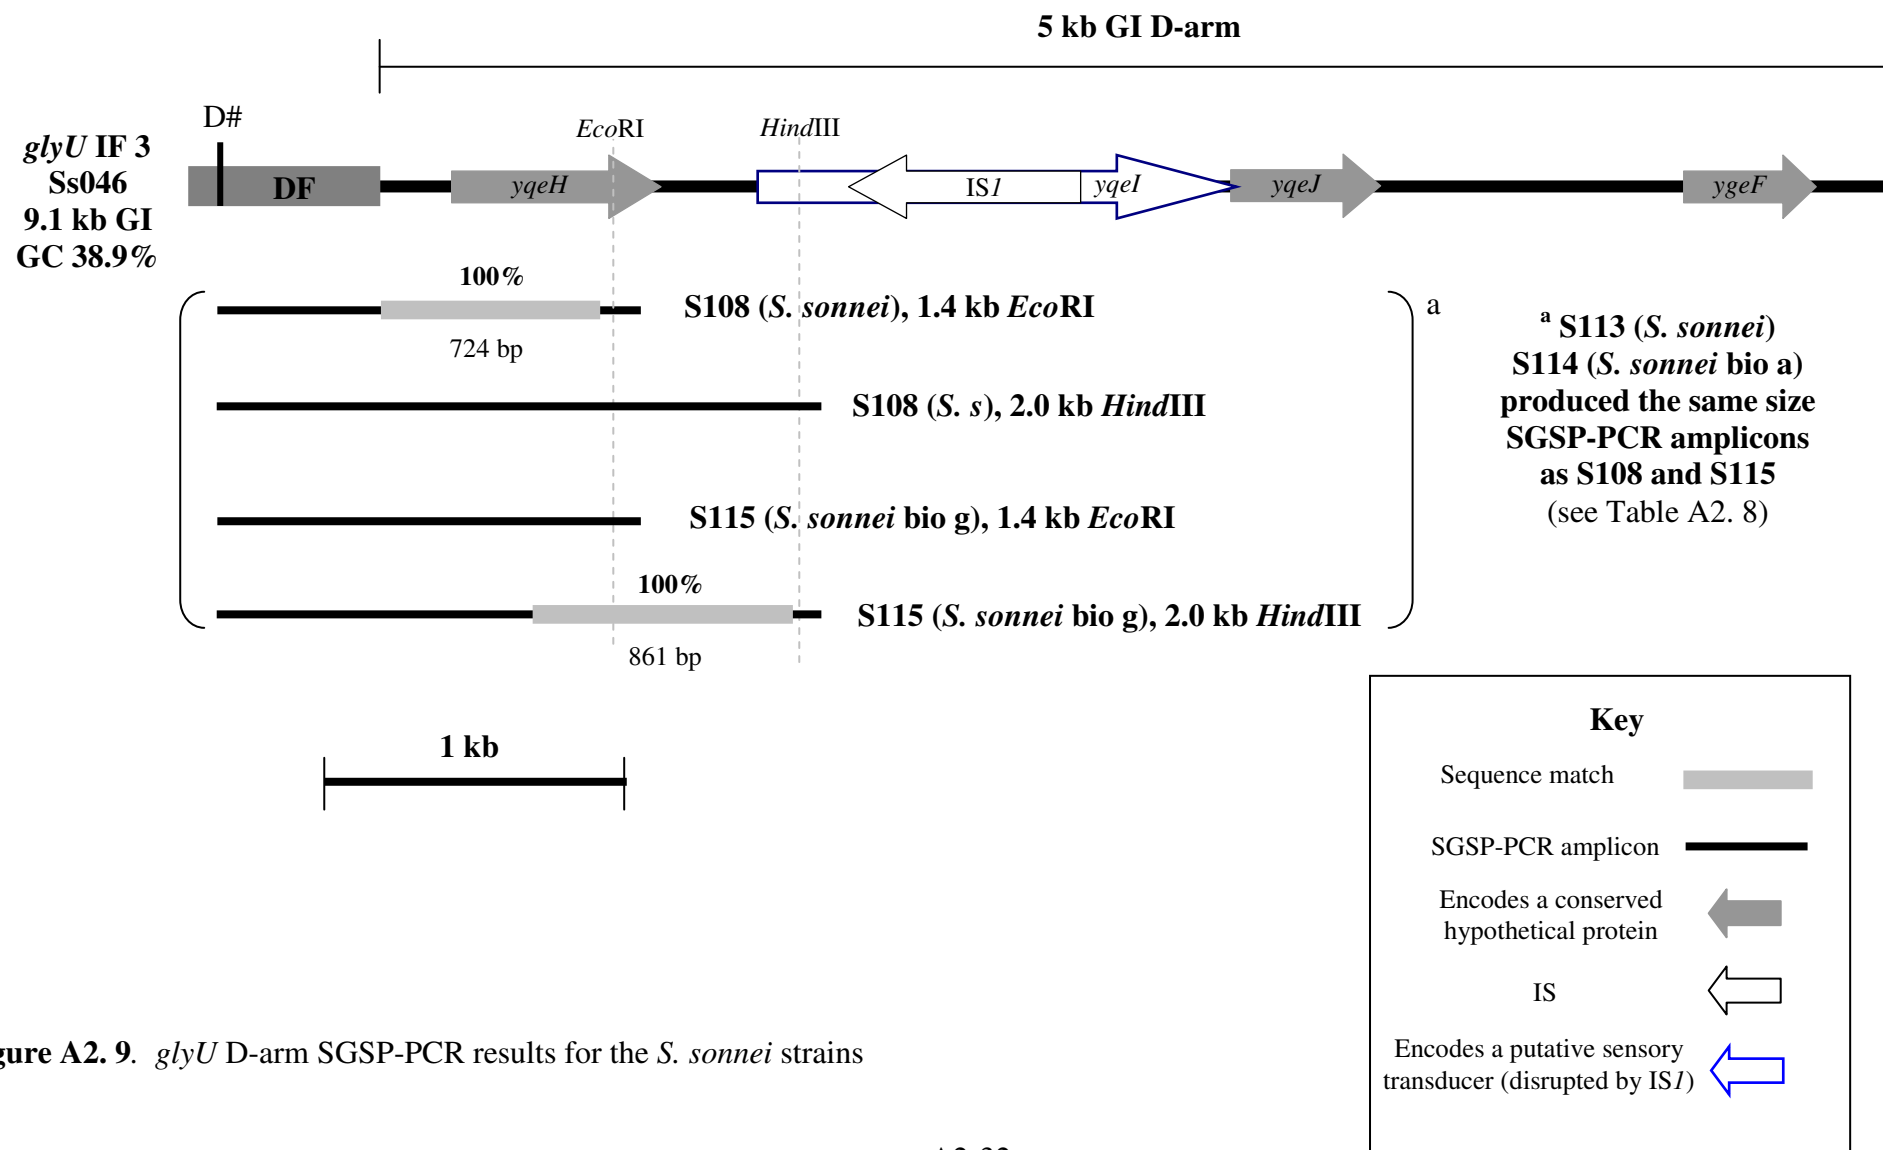 5 kb GI D-arm
D#
EcoRI
HindIII
glyU IF 3
Ss046
9.1 kb GI
GC 38.9%
DF
yqeH
IS1
yqeI
yqeJ
ygeF
100%
S108 (S. sonnei), 1.4 kb EcoRI
724 bp
S108 (S. s), 2.0 kb HindIII
S115 (S. sonnei bio g), 1.4 kb EcoRI
100%
S115 (S. sonnei bio g), 2.0 kb HindIII
861 bp
a
a S113 (S. sonnei)
S114 (S. sonnei bio a)
produced the same size
SGSP-PCR amplicons
as S108 and S115
(see Table A2. 8)
1 kb
Key
Sequence match
SGSP-PCR amplicon
Encodes a conserved
hypothetical protein
IS
Encodes a putative sensory
transducer (disrupted by IS1)
gure A2. 9. glyU D-arm SGSP-PCR results for the S. sonnei strains